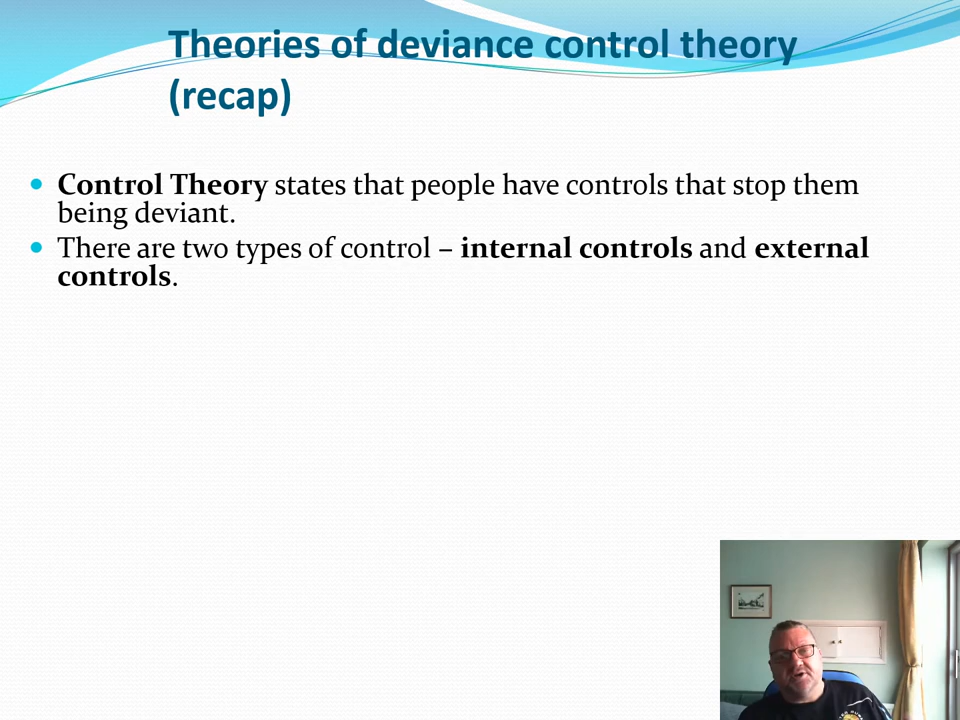 Theories of deviance control theory
(recap)
Control Theory states that people have controls that stop them
being deviant.
There are two types of control – internal controls and external
controls.